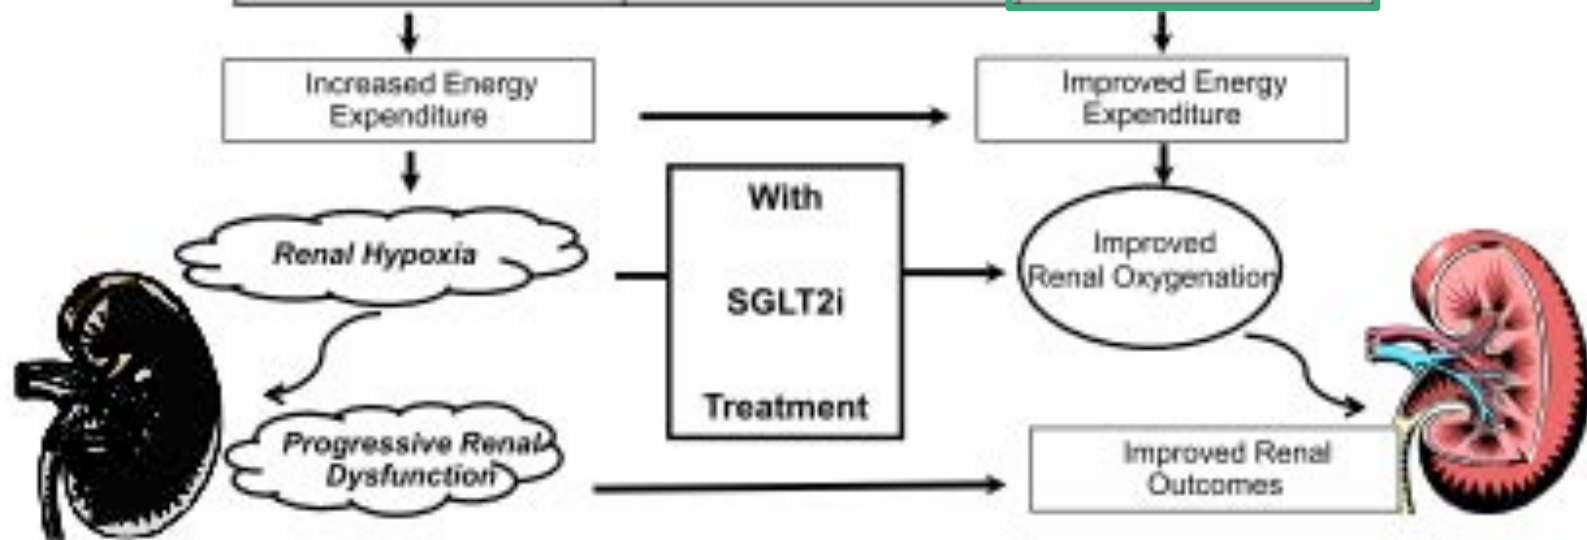 Increased Energy
Expenditure
Improved Energy
Expenditure
With
SGLT2i
Treatment
Renal Hypoxia
Improved
Renal Oxygenation
Progressive Renal
Dysfunction
Improved Renal
Outcomes